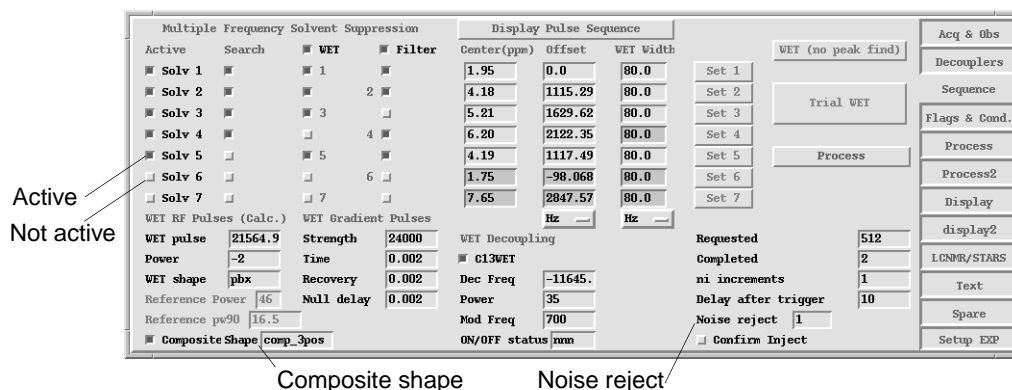 Multiple Frequency Solvent Suppression Display Pulse Sequence Acq & Obs
Active Search WET Filter Center(ppm) Offset WET Width WET (no peak find) Decouplers
Solv 1 1 1.95 0.0 80.0 Set 1
Solv 2 2 4.18 1115.29 80.0 Set 2 Trial WET Sequence
Solv 3 3 5.21 1629.62 80.0 Set 3 Flags & Cond.
Solv 4 4 6.20 2122.35 80.0 Set 4 Process
Solv 5 5 4.19 1117.49 80.0 Set 5 Process
Active Solv 6 6 1.75 -98.068 80.0 Set 6 Process2
Solv 7 7 7.65 2847.57 80.0 Set 7 Display
Not active WET RF Pulses (Calc.) WET Gradient Pulses Hz Hz
WET pulse 21564.9 Strength 24000 WET Decoupling Requested 512 display2
Power -2 Time 0.002 C13WET Completed 2 LCNMR/STARS
WET shape pbx Recovery 0.002 Dec Freq -11645. ni increments 1 Text
Reference Power 46 Null delay 0.002 Power 35 Delay after trigger 10
Reference pw90 16.5 Mod Freq 700 Noise reject 1 Spare
Composite Shape comp_3pos ON/OFF status nnn Confirm Inject Setup EXP
Composite shape Noise reject